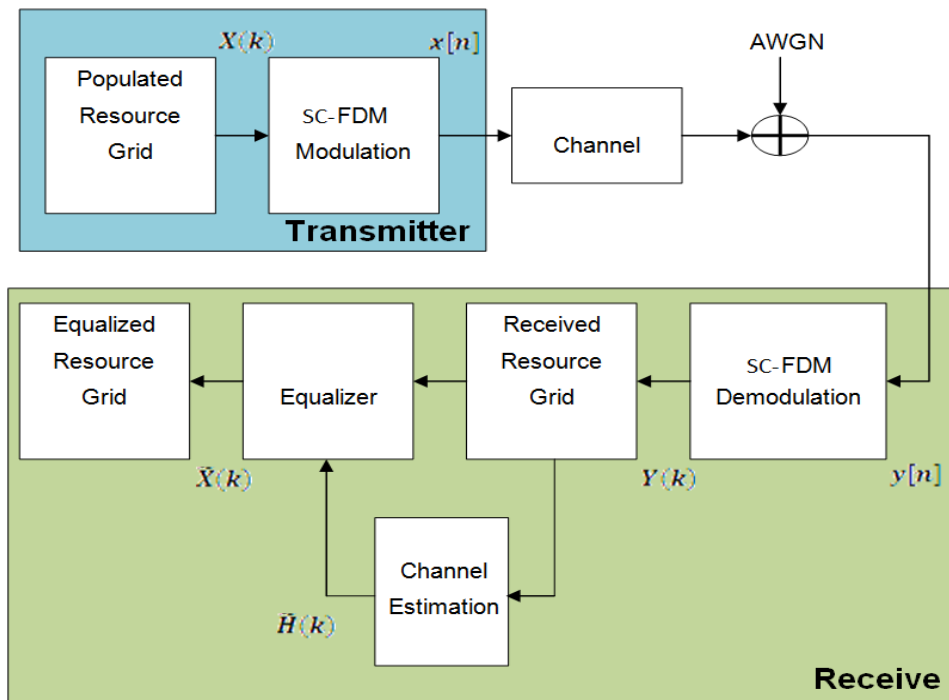 X(k)
x[n]
AWGN
Populated
Resource
Grid
SC-FDM
Modulation
Channel
Transmitter
Equalized
Resource
Grid
Equalizer
Received
Resource
Grid
SC-FDM
Demodulation
X̂(k)
Y(k)
y[n]
Channel
Estimation
Ĥ(k)
Receive